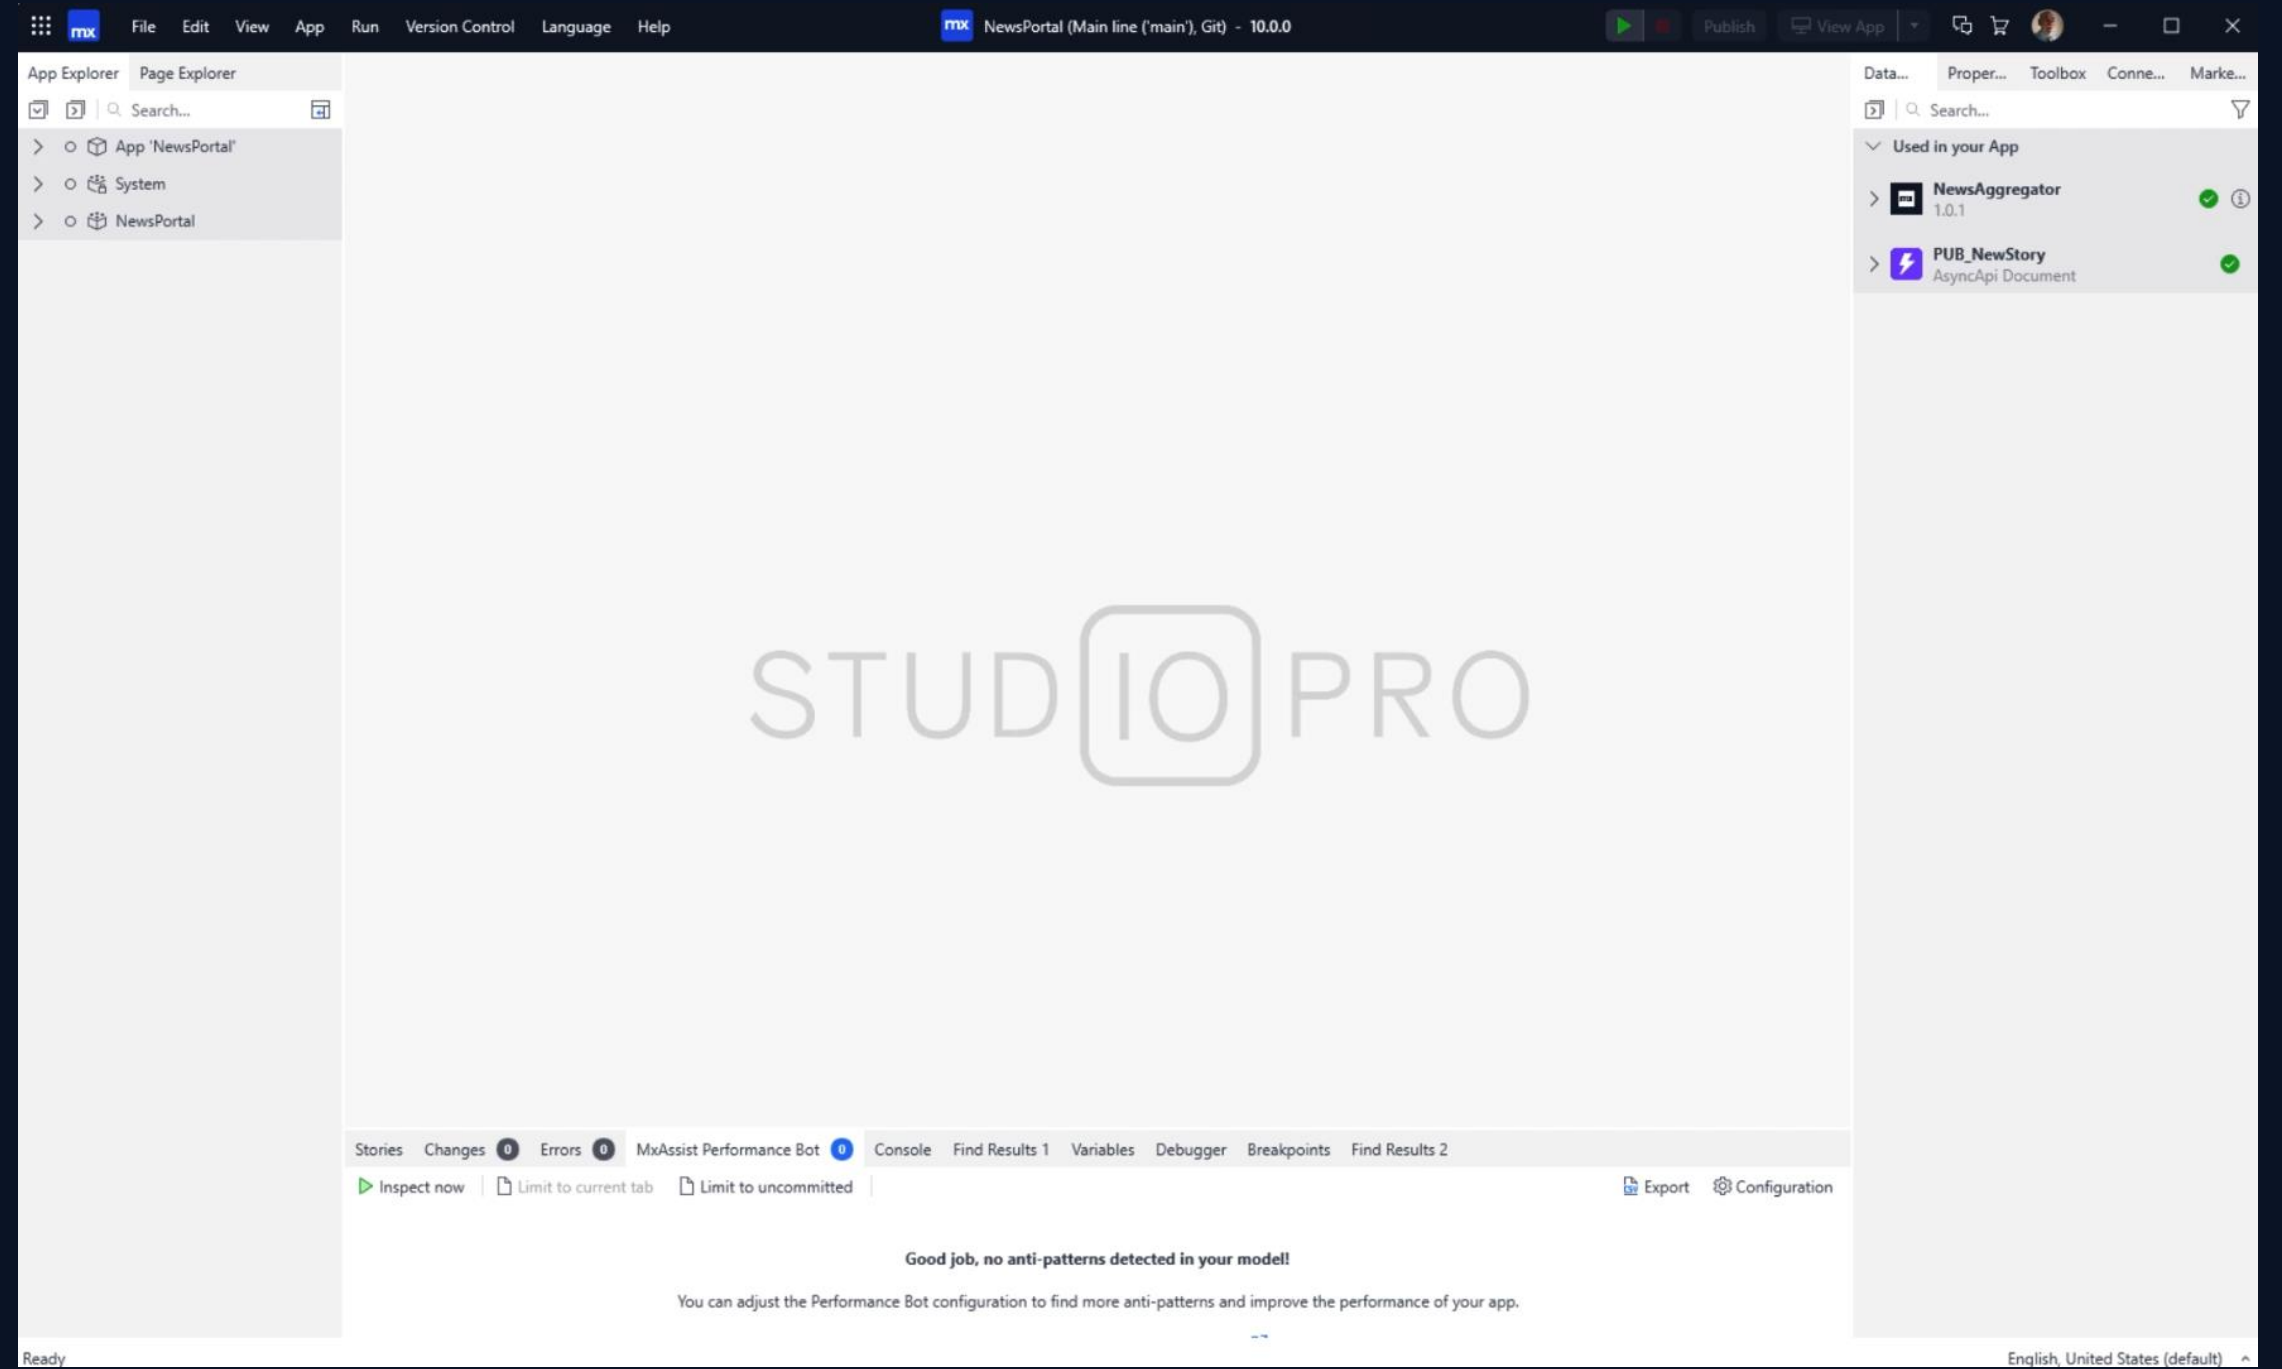 mx File Edit View App Run Version Control Language Help
mx NewsPortal (Main line ('main'), Git) - 10.0.0
Publish View App
App Explorer Page Explorer
Search...
App 'NewsPortal'
System
NewsPortal
Data... Proper... Toolbox Conne... Marke...
Search...
Used in your App
mx NewsAggregator
1.0.1
PUB_NewStory
AsyncApi Document
STUDIO PRO
Stories Changes 0 Errors 0 MxAssist Performance Bot 0 Console Find Results 1 Variables Debugger Breakpoints Find Results 2
Inspect now Limit to current tab Limit to uncommitted
Export Configuration
Good job, no anti-patterns detected in your model!
You can adjust the Performance Bot configuration to find more anti-patterns and improve the performance of your app.
Ready
English, United States (default)